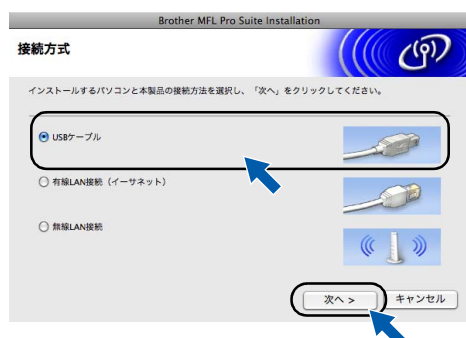 Brother MFL Pro Suite Installation
接続方式
インストールするパソコンと本製品の接続方法を選択し、「次へ」をクリックしてください。
USBケーブル
有線LAN接続（イーサネット）
無線LAN接続
次へ >
キャンセル